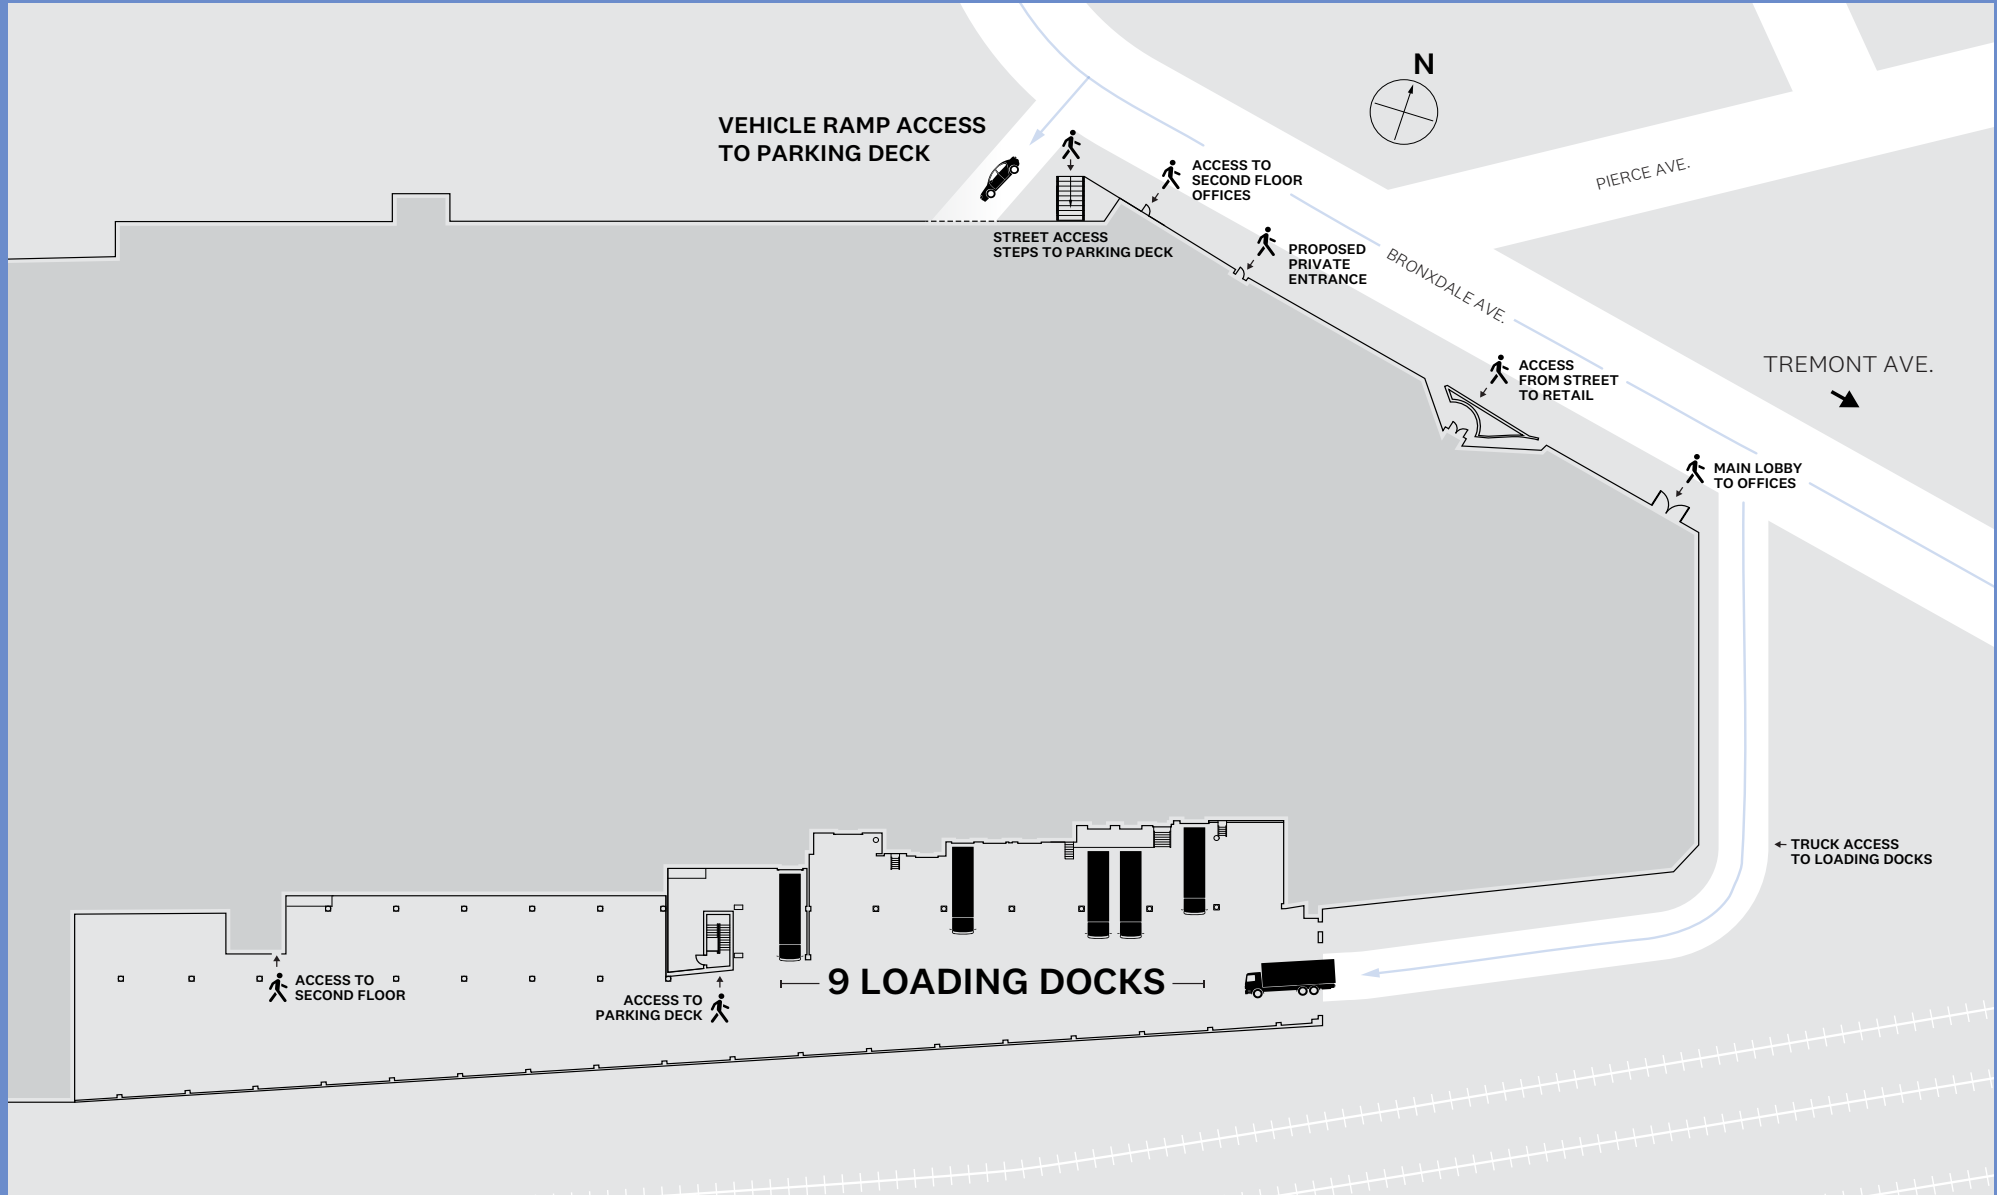 N
VEHICLE RAMP ACCESS
TO PARKING DECK
ACCESS TO
SECOND FLOOR
OFFICES
PIERCE AVE.
STREET ACCESS
STEPS TO PARKING DECK
PROPOSED
PRIVATE
ENTRANCE
BRONXDALE AVE.
TREMONT AVE.
ACCESS
FROM STREET
TO RETAIL
MAIN LOBBY
TO OFFICES
TRUCK ACCESS
TO LOADING DOCKS
9 LOADING DOCKS
ACCESS TO
SECOND FLOOR
ACCESS TO
PARKING DECK